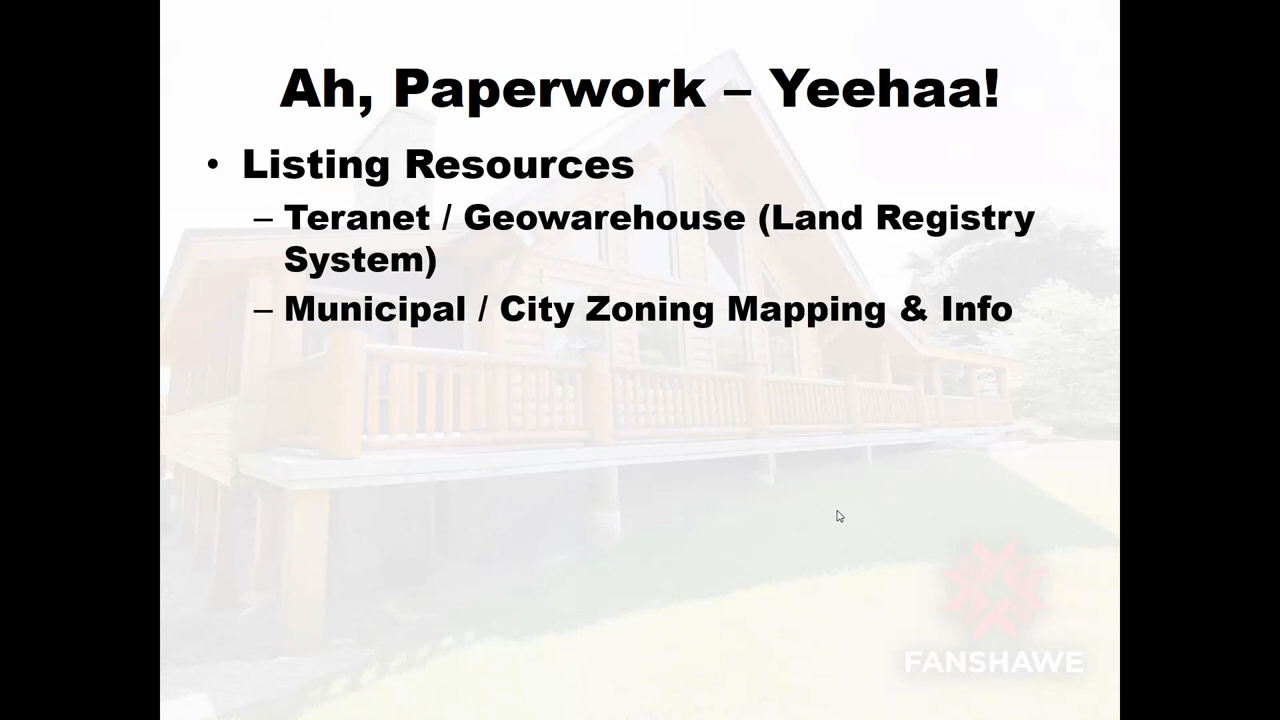 Ah, Paperwork – Yeehaa!
• Listing Resources
– Teranet / Geowarehouse (Land Registry
System)
– Municipal / City Zoning Mapping & Info
FANSHAWE